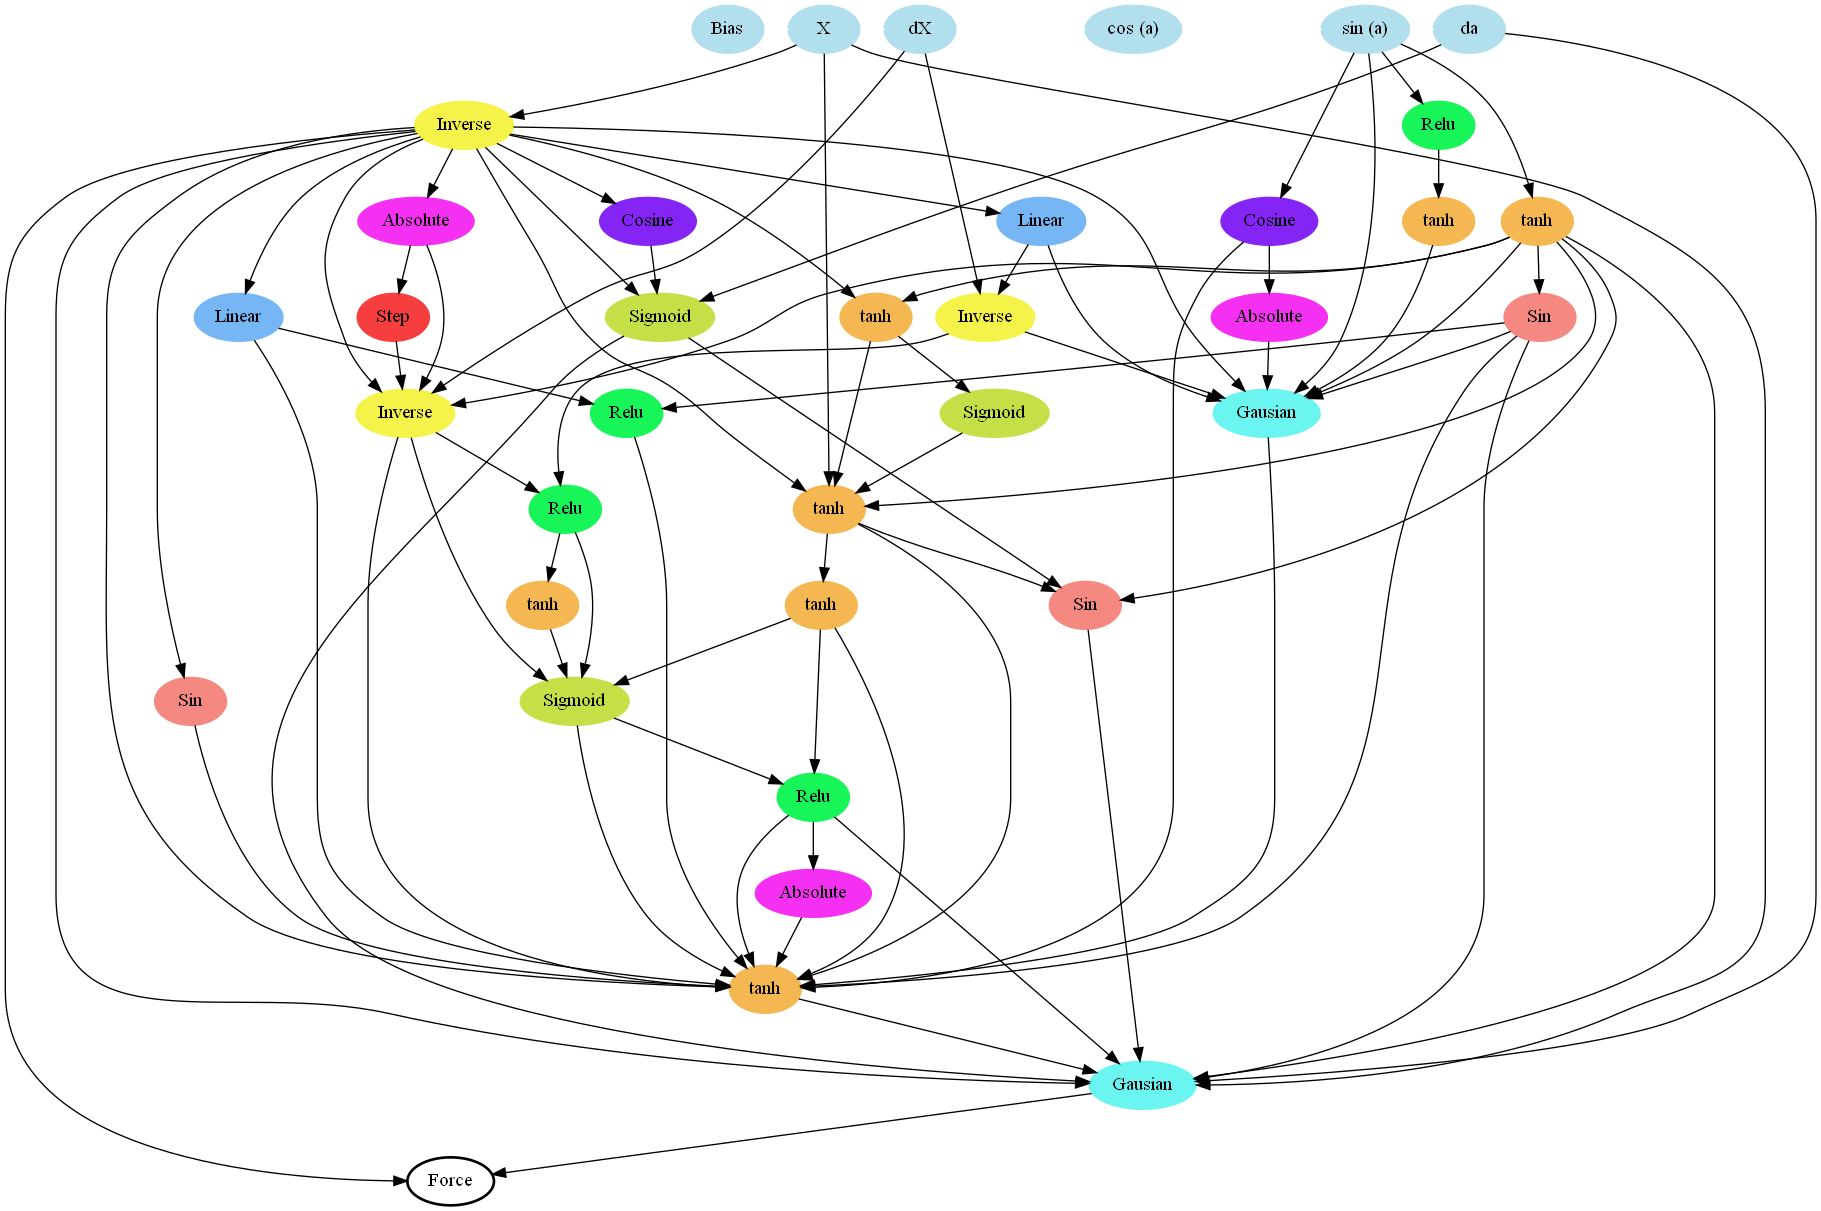 Bias X dX cos (a) sin (a) da
Inverse Relu
Absolute Cosine Linear Cosine tanh tanh
Linear Step Sigmoid tanh Inverse Absolute Sin
Inverse Relu Sigmoid Gausian
Relu tanh
tanh tanh Sin
Sin Sigmoid
Relu
Absolute
tanh
Gausian
Force